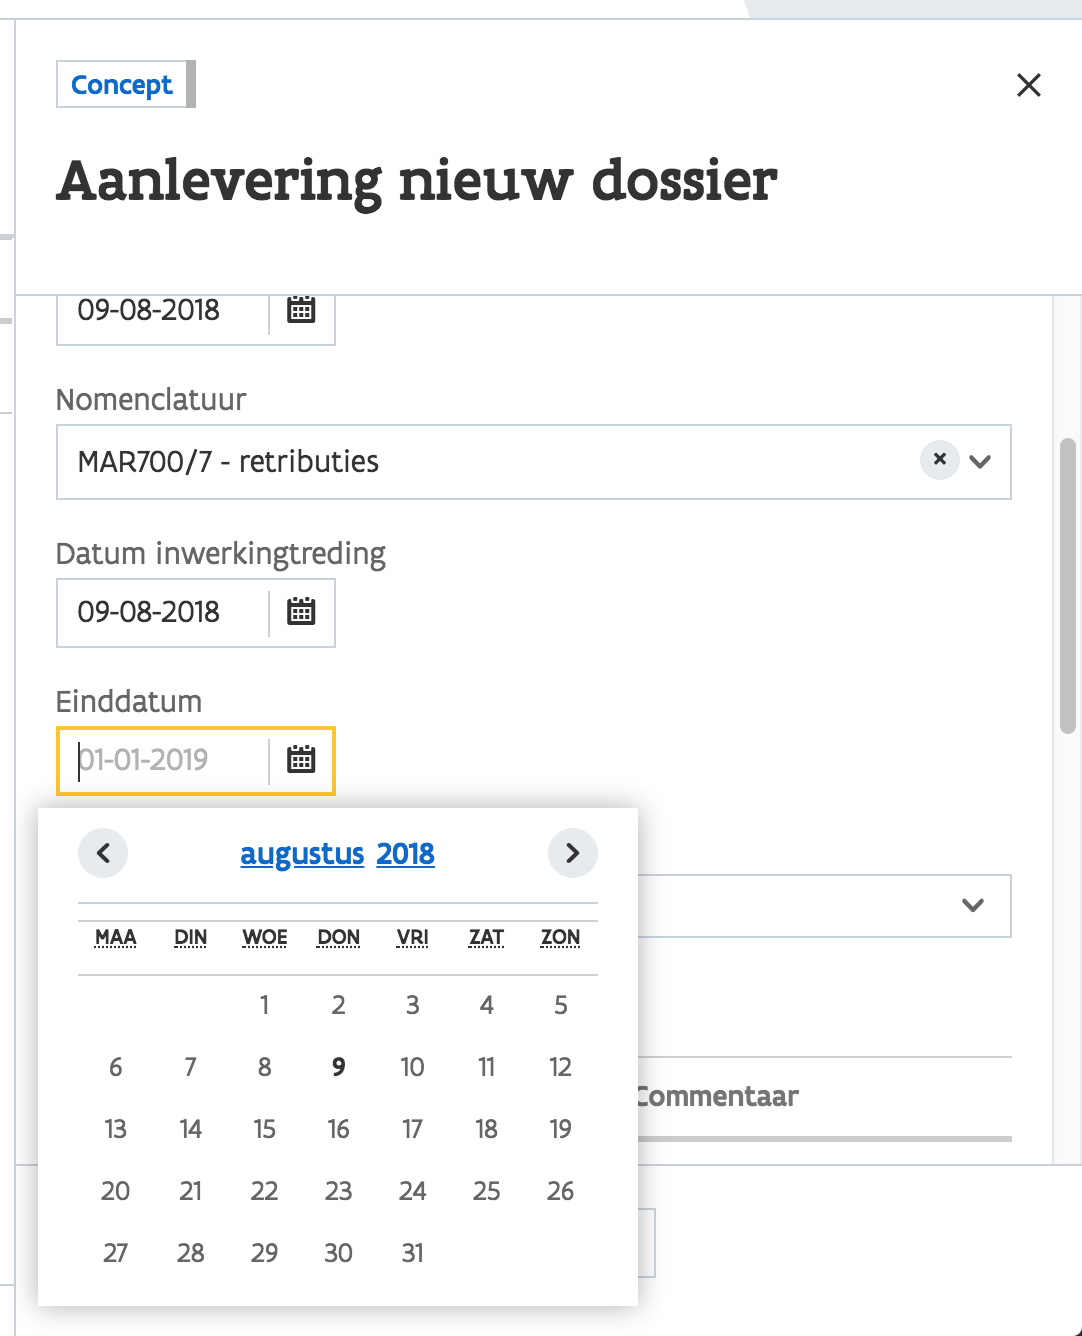 Concept
Aanlevering nieuw dossier
09-08-2018
Nomenclatuur
MAR700/7 - retributies
Datum inwerkingtreding
09-08-2018
Einddatum
01-01-2019
augustus 2018
MAA DIN WOE DON VRI ZAT ZON
1 2 3 4 5
6 7 8 9 10 11 12
Commentaar
13 14 15 16 17 18 19
20 21 22 23 24 25 26
27 28 29 30 31